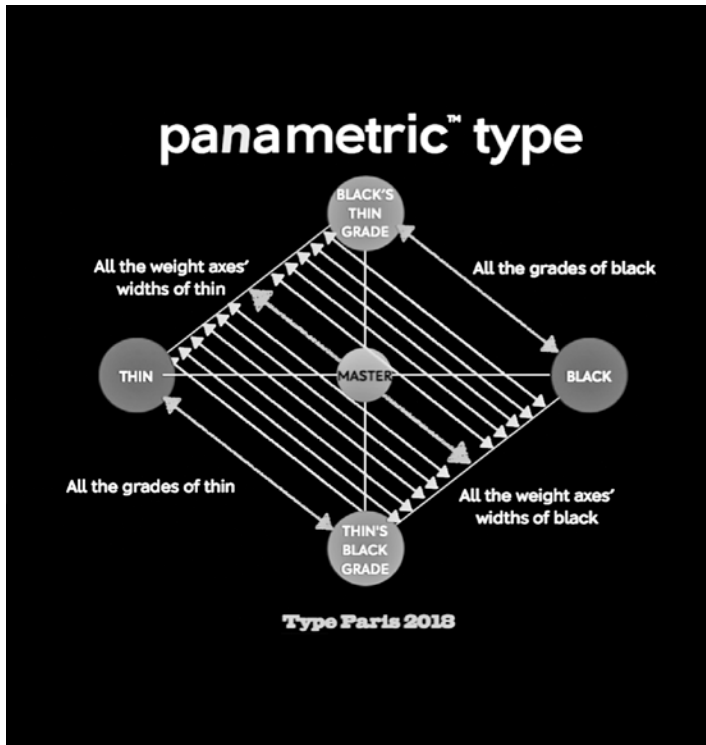 panametric™ type
BLACK'S
THIN
GRADE
All the weight axes'
widths of thin
All the grades of black
THIN
MASTER
BLACK
All the grades of thin
All the weight axes'
widths of black
THIN'S
BLACK
GRADE
Type Paris 2018